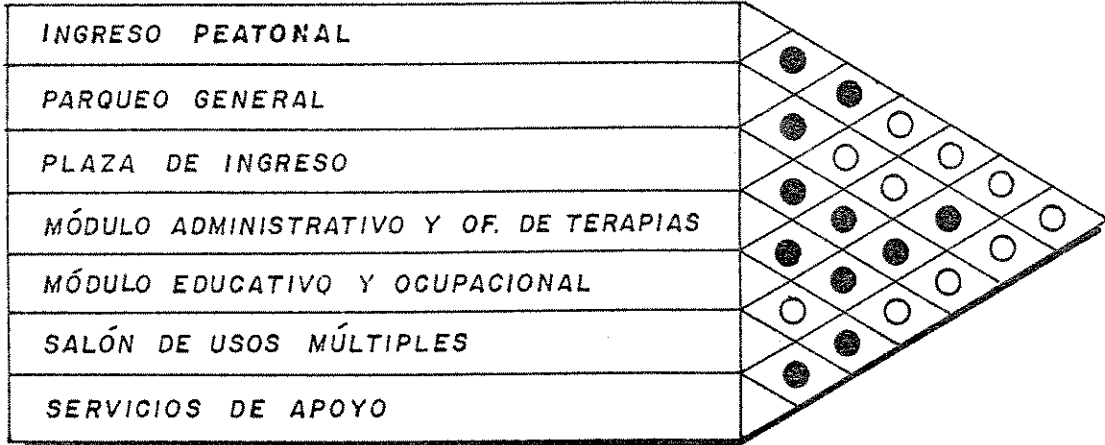 INGRESO PEATONAL
PARQUEO GENERAL
PLAZA DE INGRESO
MÓDULO ADMINISTRATIVO Y OF. DE TERAPIAS
MÓDULO EDUCATIVO Y OCUPACIONAL
SALÓN DE USOS MÚLTIPLES
SERVICIOS DE APOYO